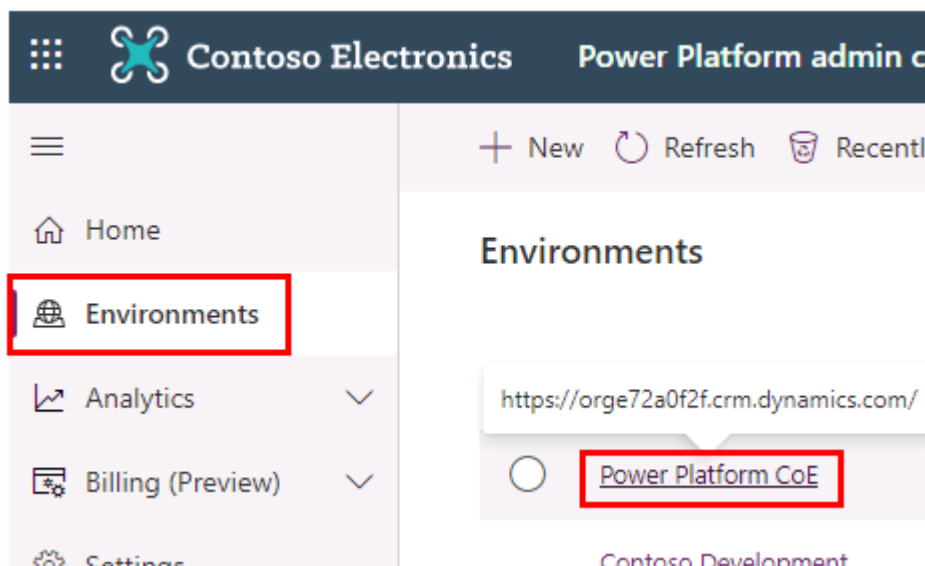 Contoso Electronics
Power Platform admin c
New
Refresh
Recentl
Home
Environments
Analytics
Billing (Preview)
Settings
Environments
https://orge72a0f2f.crm.dynamics.com/
Power Platform CoE
Contoso Development